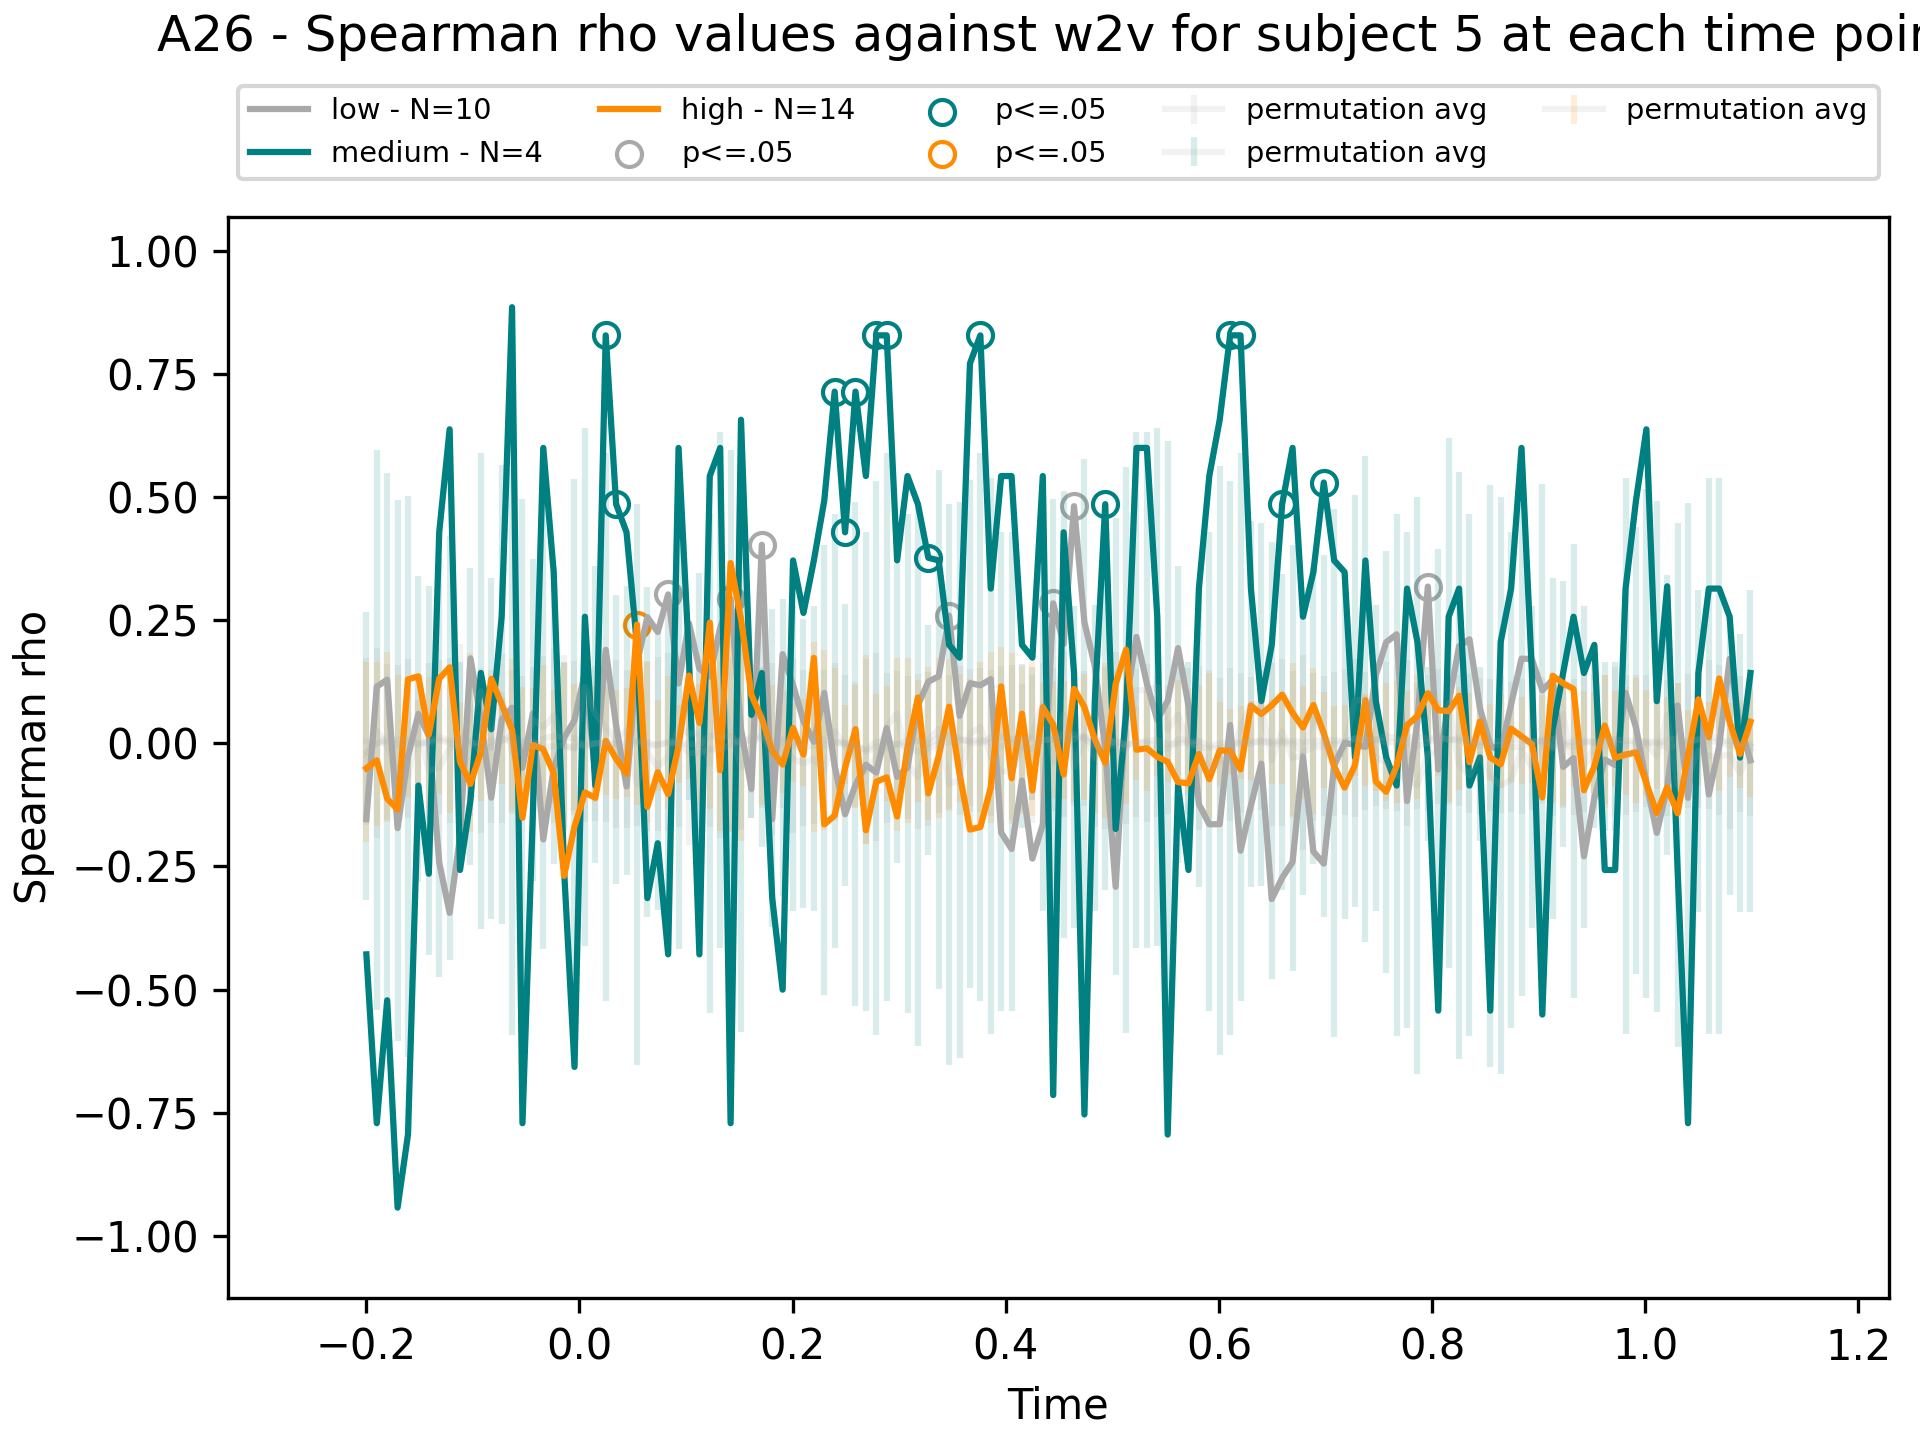 A26 - Spearman rho values against w2v for subject 5 at each time poi
low - N=10
medium - N=4
high - N=14
p<=.05
p<=.05
p<=.05
permutation avg
permutation avg
permutation avg
Spearman rho
1.00
0.75
0.50
0.25
0.00
−0.25
−0.50
−0.75
−1.00
−0.2 0.0 0.2 0.4 0.6 0.8 1.0 1.2
Time